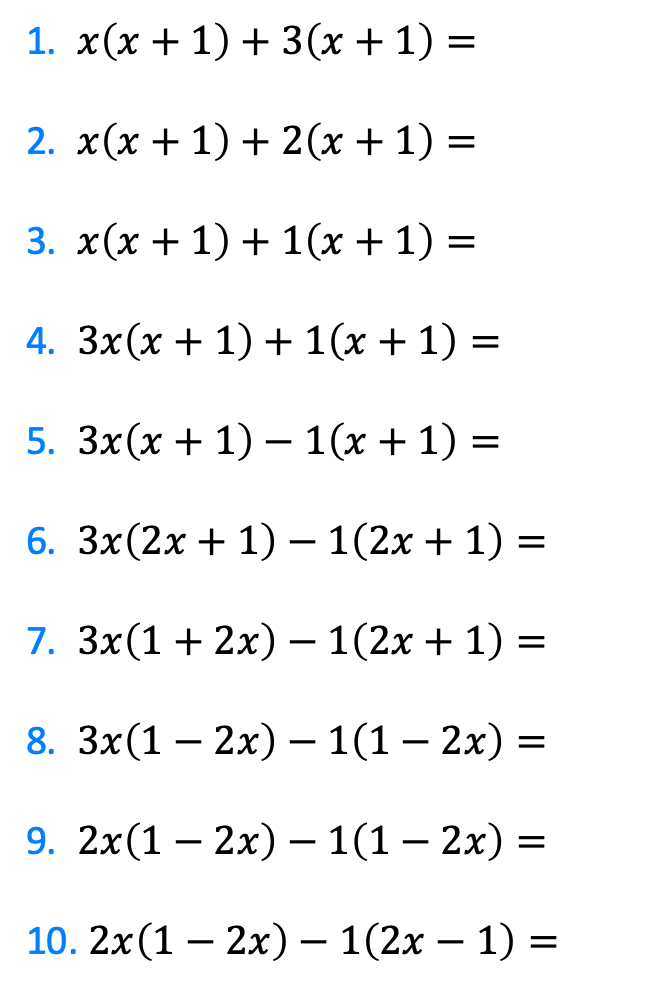 1. x(x + 1) + 3(x + 1) =
2. x(x + 1) + 2(x + 1) =
3. x(x + 1) + 1(x + 1) =
4. 3x(x + 1) + 1(x + 1) =
5. 3x(x + 1) − 1(x + 1) =
6. 3x(2x + 1) − 1(2x + 1) =
7. 3x(1 + 2x) − 1(2x + 1) =
8. 3x(1 − 2x) − 1(1 − 2x) =
9. 2x(1 − 2x) − 1(1 − 2x) =
10. 2x(1 − 2x) − 1(2x − 1) =